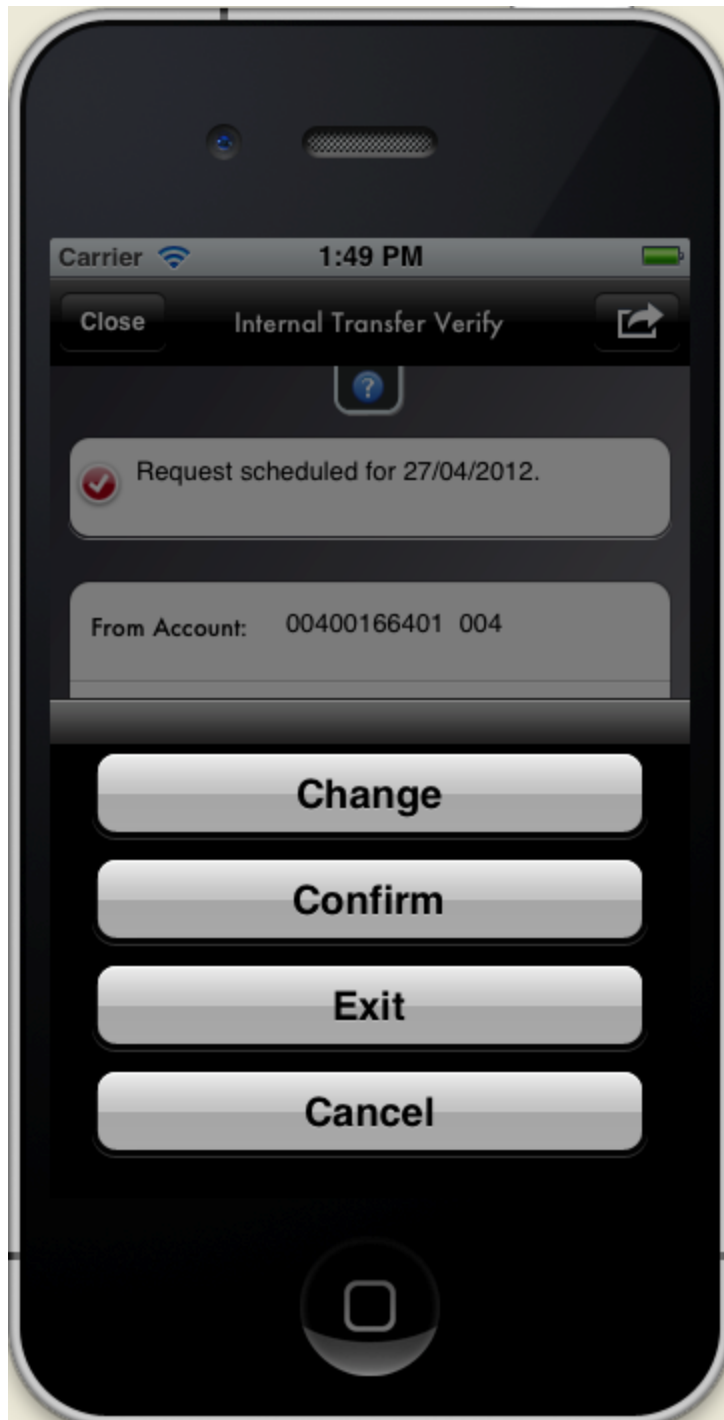 Carrier 1:49 PM
Close Internal Transfer Verify
?
Request scheduled for 27/04/2012.
From Account: 00400166401 004
Change
Confirm
Exit
Cancel